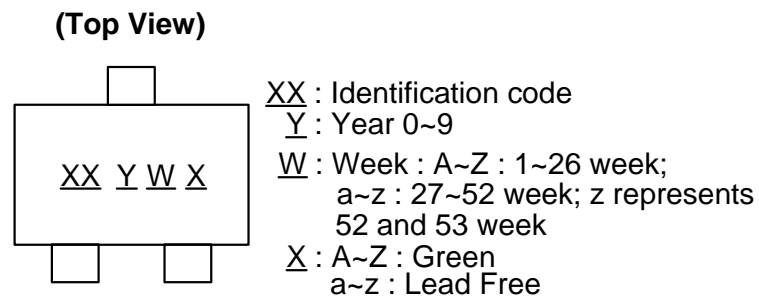 (Top View)
XX Y W X
XX : Identification code
Y : Year 0~9
W : Week : A~Z : 1~26 week;
a~z : 27~52 week; z represents
52 and 53 week
X : A~Z : Green
a~z : Lead Free